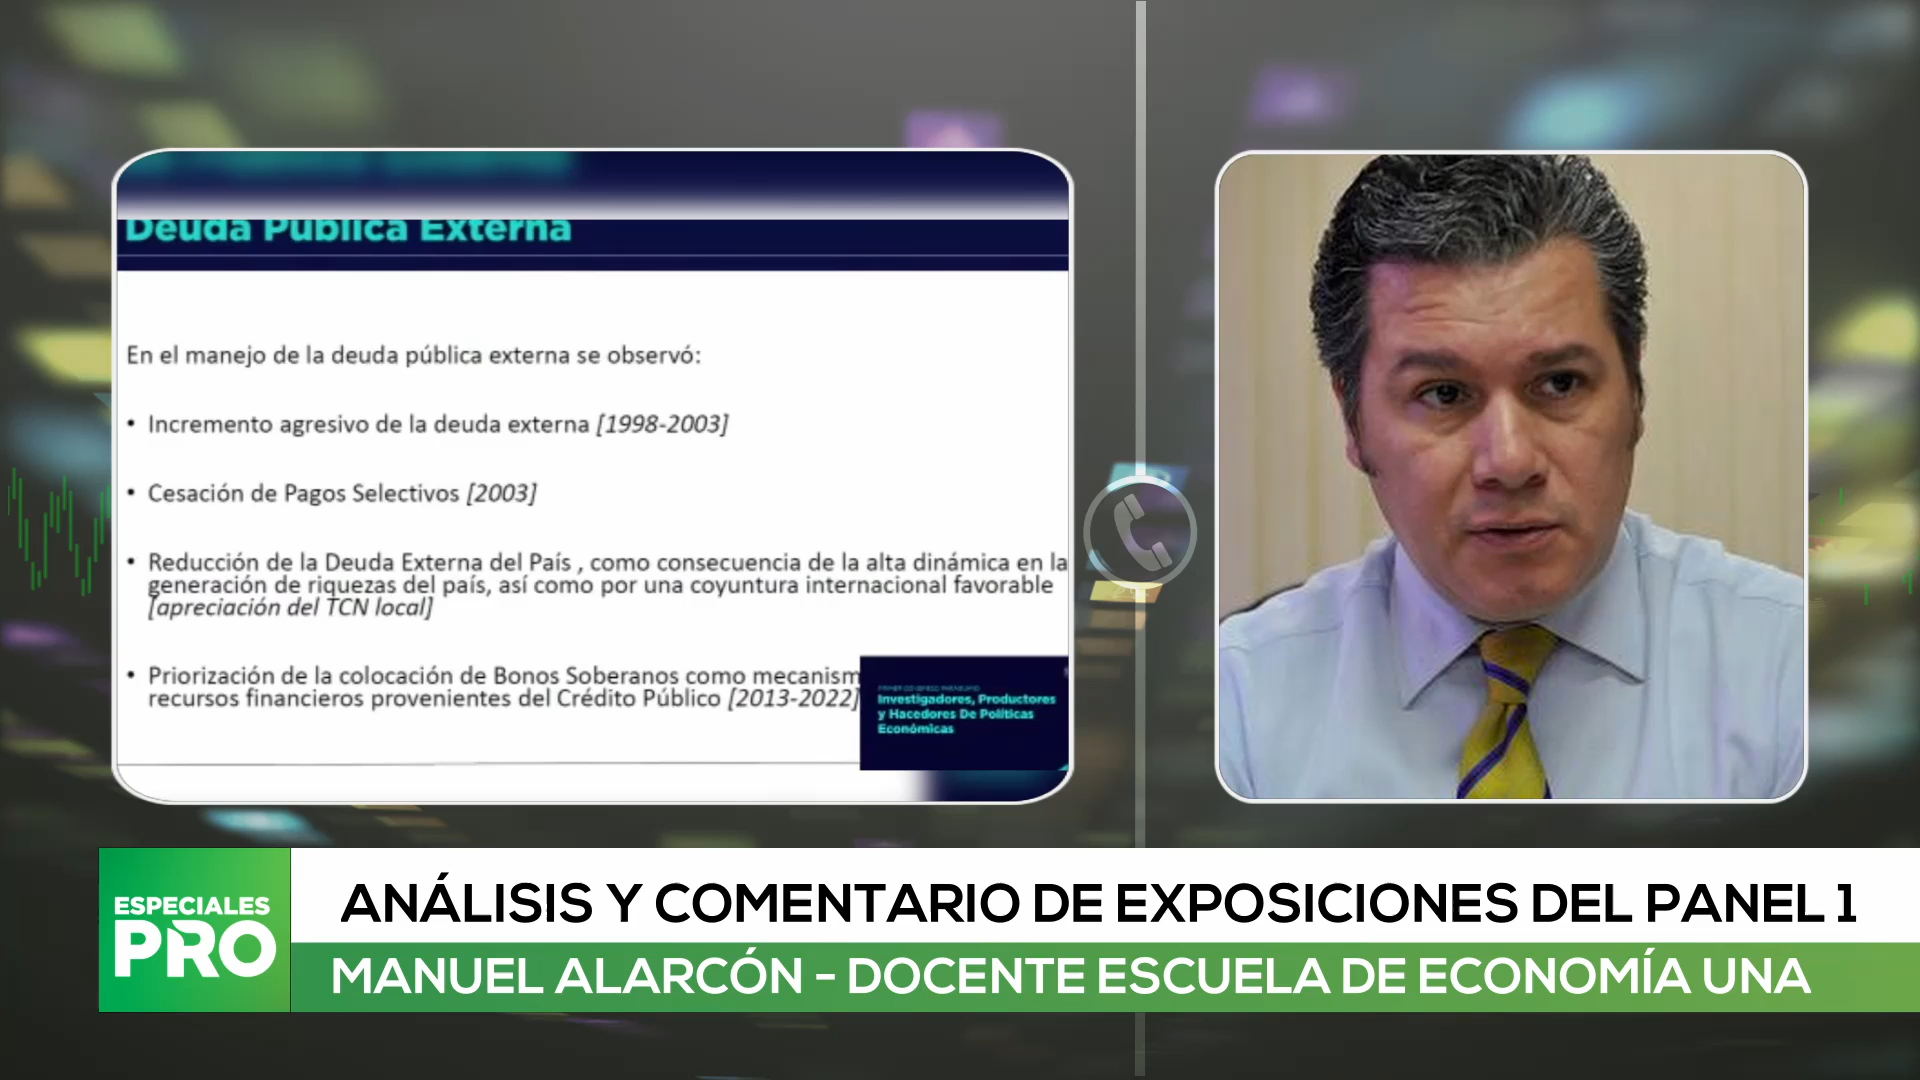 Deuda Pública Externa
En el manejo de la deuda pública externa se observó:
• Incremento agresivo de la deuda externa [1998-2003]
• Cesación de Pagos Selectivos [2003]
• Reducción de la Deuda Externa del País , como consecuencia de la alta dinámica en la
generación de riquezas del país, así como por una coyuntura internacional favorable
[apreciación del TCN local]
• Priorización de la colocación de Bonos Soberanos como mecanism
recursos financieros provenientes del Crédito Público [2013-2022]
Investigadores, Productores
y Hacedores De Políticas
Económicas
ESPECIALES
PRO
ANÁLISIS Y COMENTARIO DE EXPOSICIONES DEL PANEL 1
MANUEL ALARCÓN - DOCENTE ESCUELA DE ECONOMÍA UNA